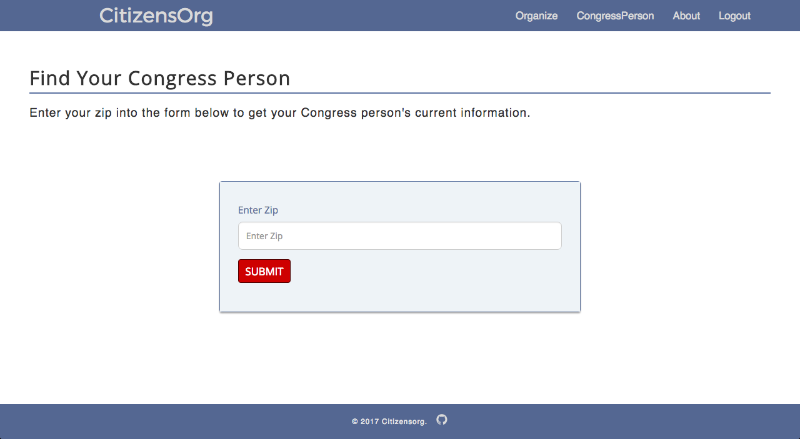 CitizensOrg
Organize CongressPerson About Logout
Find Your Congress Person
Enter your zip into the form below to get your Congress person's current information.
Enter Zip
Enter Zip
SUBMIT
© 2017 Citizensorg.